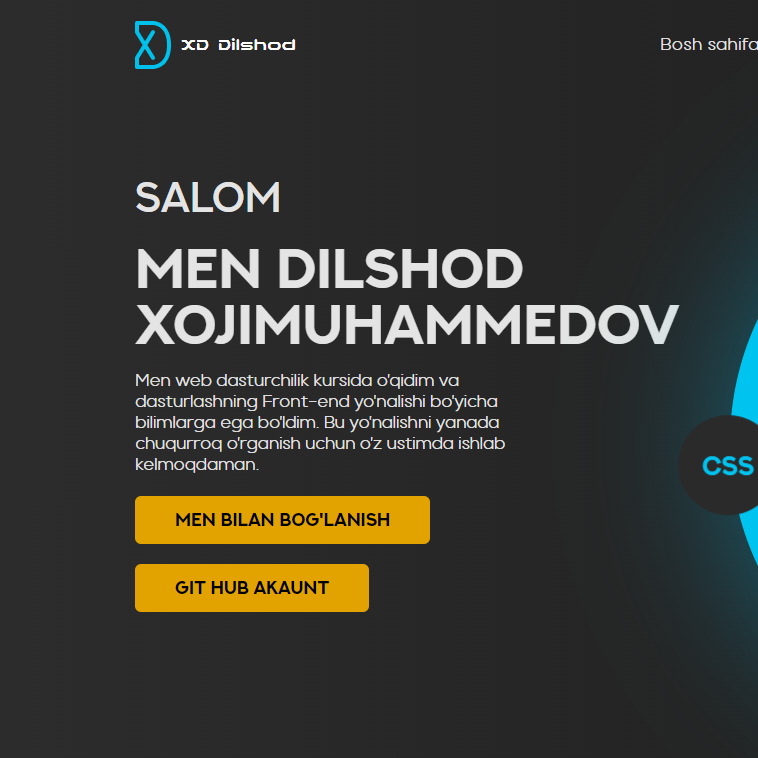 XD Dilshod
Bosh sahifa
SALOM
MEN DILSHOD
XOJIMUHAMMEDOV
Men web dasturchilik kursida o'qidim va
dasturlashning Front-end yo'nalishi bo'yicha
bilimlarga ega bo'ldim. Bu yo'nalishni yanada
chuqurroq o'rganish uchun o'z ustimda ishlab
kelmoqdaman.
CSS
MEN BILAN BOG'LANISH
GIT HUB AKAUNT